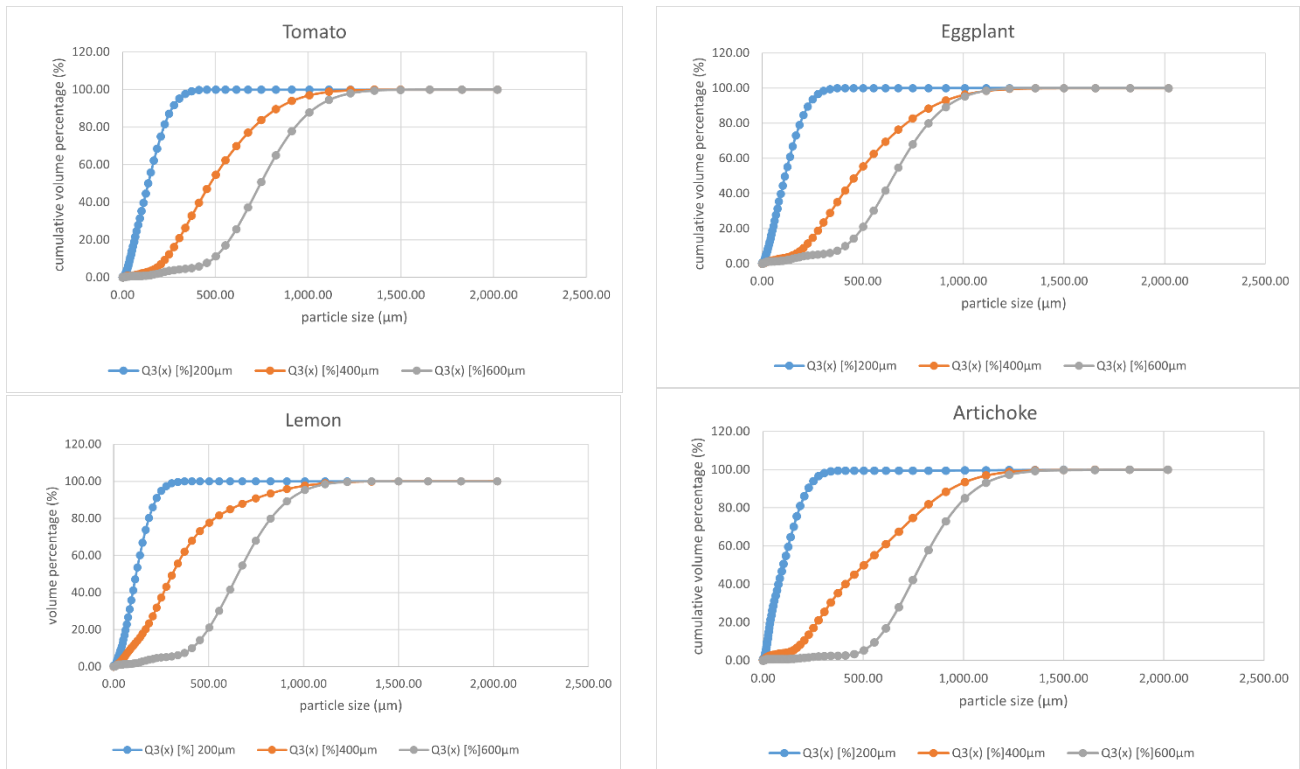 Tomato
cumulative volume percentage (%)
120.00
100.00
80.00
60.00
40.00
20.00
0.00
0.00 500.00 1,000.00 1,500.00 2,000.00 2,500.00
particle size (µm)
Q3(x) [%]200µm Q3(x) [%]400µm Q3(x) [%]600µm
Eggplant
cumulative volume percentage (%)
120.00
100.00
80.00
60.00
40.00
20.00
0.00
0.00 500.00 1,000.00 1,500.00 2,000.00 2,500.00
particle size (µm)
Q3(x) [%]200µm Q3(x) [%]400µm Q3(x) [%]600µm
Lemon
volume percentage (%)
120.00
100.00
80.00
60.00
40.00
20.00
0.00
0.00 500.00 1,000.00 1,500.00 2,000.00 2,500.00
particle size (µm)
Q3(x) [%] 200µm Q3(x) [%]400µm Q3(x) [%]600µm
Artichoke
cumulative volume percentage (%)
120.00
100.00
80.00
60.00
40.00
20.00
0.00
0.00 500.00 1,000.00 1,500.00 2,000.00 2,500.00
particle size (µm)
Q3(x) [%]200µm Q3(x) [%]400µm Q3(x) [%]600µm